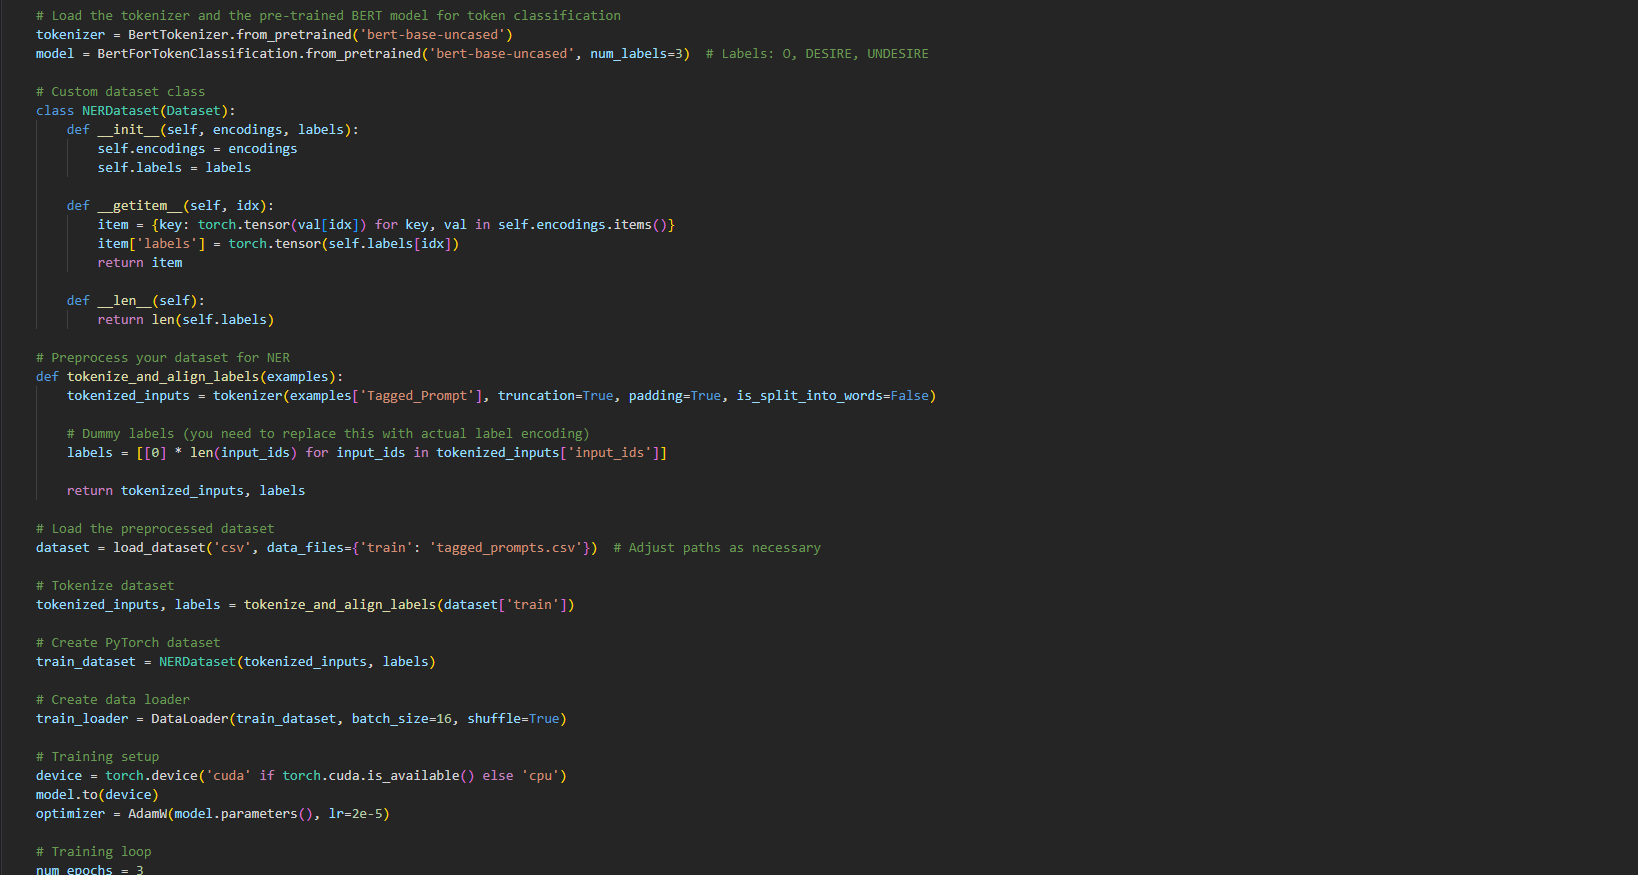 # Load the tokenizer and the pre-trained BERT model for token classification
tokenizer = BertTokenizer.from_pretrained('bert-base-uncased')
model = BertForTokenClassification.from_pretrained('bert-base-uncased', num_labels=3)  # Labels: O, DESIRE, UNDESIRE

# Custom dataset class
class NERDataset(Dataset):
    def __init__(self, encodings, labels):
        self.encodings = encodings
        self.labels = labels

    def __getitem__(self, idx):
        item = {key: torch.tensor(val[idx]) for key, val in self.encodings.items()}
        item['labels'] = torch.tensor(self.labels[idx])
        return item

    def __len__(self):
        return len(self.labels)

# Preprocess your dataset for NER
def tokenize_and_align_labels(examples):
    tokenized_inputs = tokenizer(examples['Tagged_Prompt'], truncation=True, padding=True, is_split_into_words=False)

    # Dummy labels (you need to replace this with actual label encoding)
    labels = [[0] * len(input_ids) for input_ids in tokenized_inputs['input_ids']]

    return tokenized_inputs, labels

# Load the preprocessed dataset
dataset = load_dataset('csv', data_files={'train': 'tagged_prompts.csv'})  # Adjust paths as necessary

# Tokenize dataset
tokenized_inputs, labels = tokenize_and_align_labels(dataset['train'])

# Create PyTorch dataset
train_dataset = NERDataset(tokenized_inputs, labels)

# Create data loader
train_loader = DataLoader(train_dataset, batch_size=16, shuffle=True)

# Training setup
device = torch.device('cuda' if torch.cuda.is_available() else 'cpu')
model.to(device)
optimizer = AdamW(model.parameters(), lr=2e-5)

# Training loop
num_epochs = 3